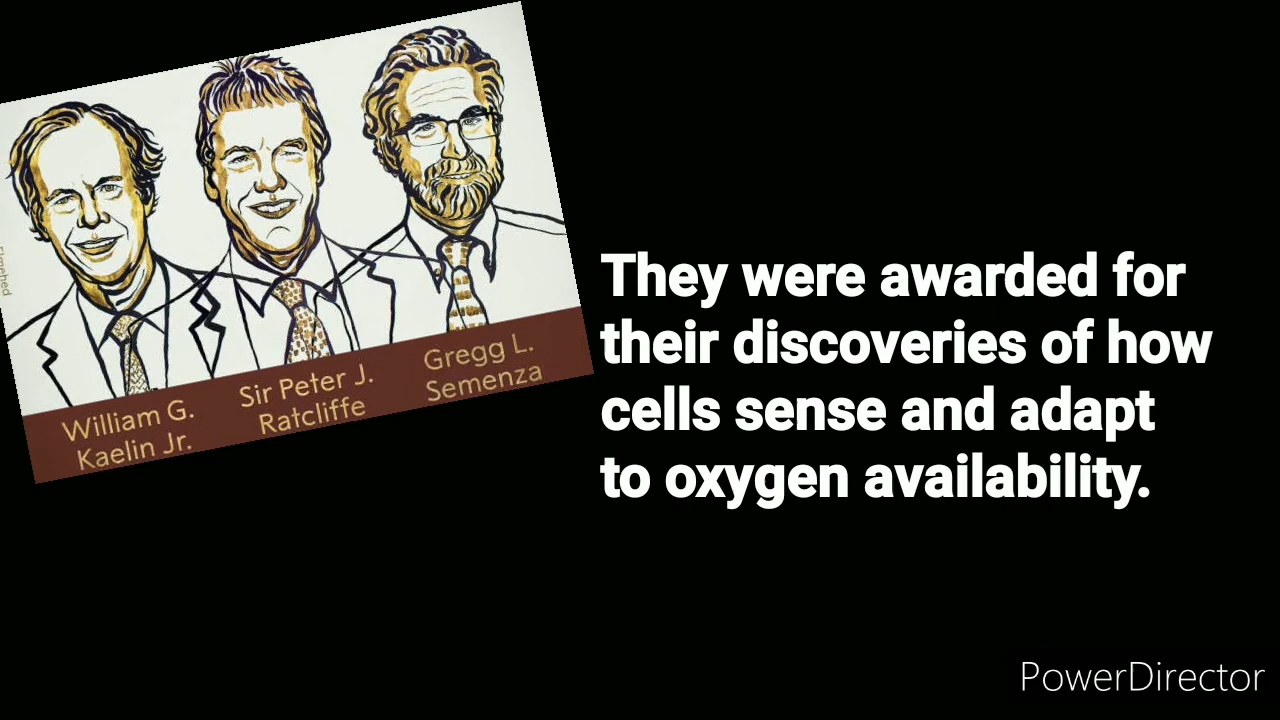 William G.
Kaelin Jr.
Sir Peter J.
Ratcliffe
Gregg L.
Semenza
They were awarded for
their discoveries of how
cells sense and adapt
to oxygen availability.
PowerDirector